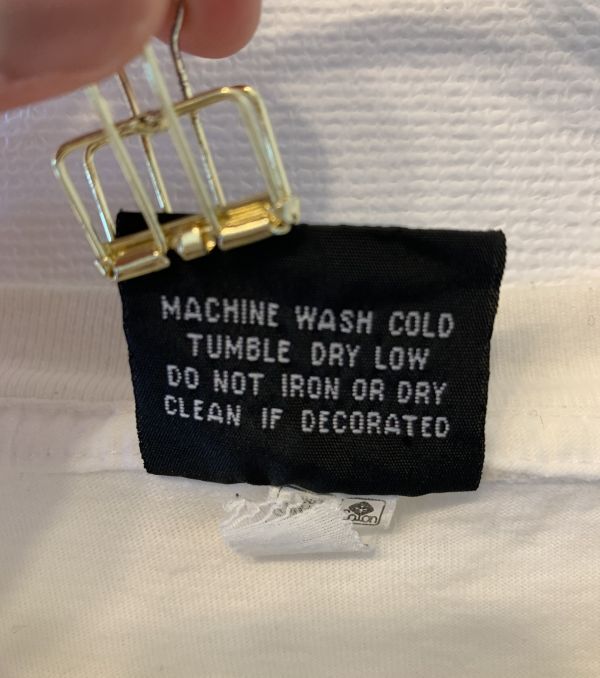 MACHINE WASH COLD
TUMBLE DRY LOW
DO NOT IRON OR DRY
CLEAN IF DECORATED